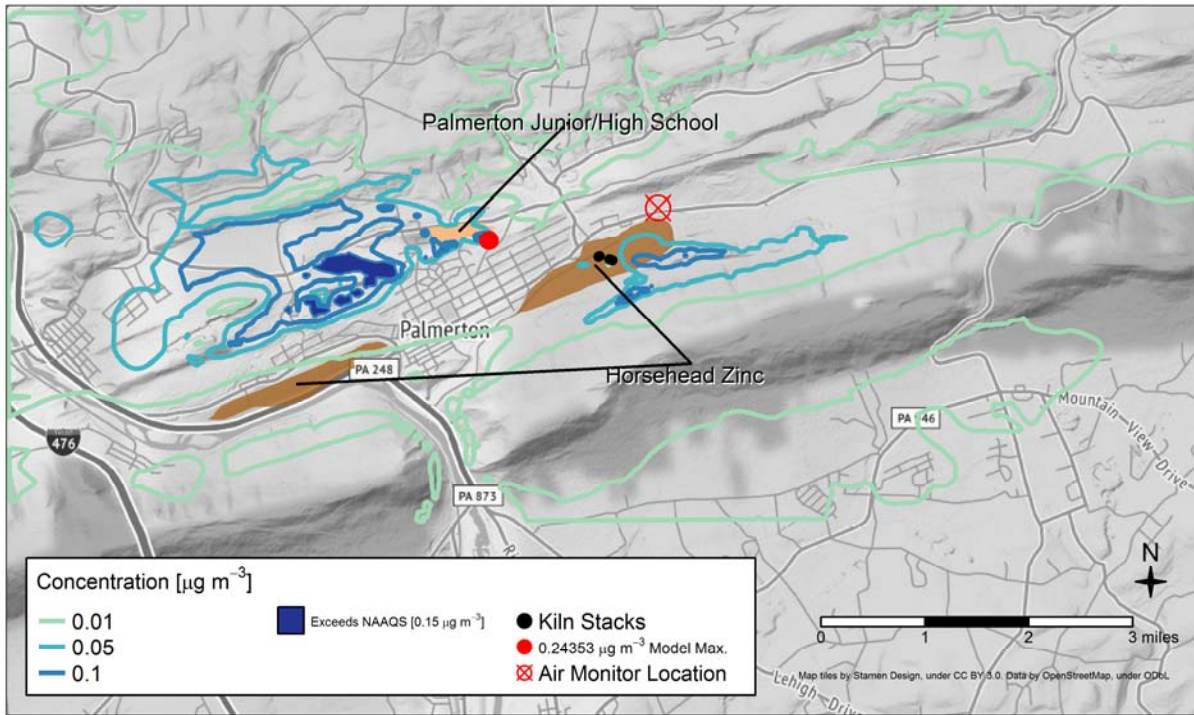 Palmerton Junior/High School
Palmerton
PA 248
Horsehead Zinc
476
PA 946
Mountain View Drive
PA 873
Concentration [μg m⁻³]
0.01
0.05
0.1
Exceeds NAAQS [0.15 μg m⁻³]
Kiln Stacks
0.24353 μg m⁻³ Model Max.
Air Monitor Location
N
0 1 2 3 miles
Map tiles by Stamen Design, under CC BY 3.0. Data by OpenStreetMap, under ODbL
Lehigh Drive